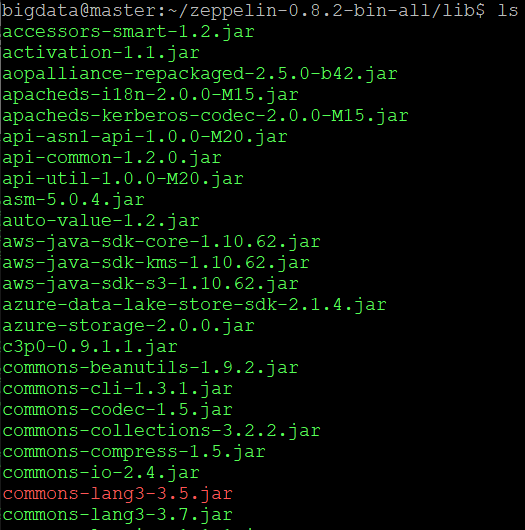 bigdata@master:~/zeppelin-0.8.2-bin-all/lib$ ls
accessors-smart-1.2.jar
activation-1.1.jar
aopalliance-repackaged-2.5.0-b42.jar
apacheds-i18n-2.0.0-M15.jar
apacheds-kerberos-codec-2.0.0-M15.jar
api-asn1-api-1.0.0-M20.jar
api-common-1.2.0.jar
api-util-1.0.0-M20.jar
asm-5.0.4.jar
auto-value-1.2.jar
aws-java-sdk-core-1.10.62.jar
aws-java-sdk-kms-1.10.62.jar
aws-java-sdk-s3-1.10.62.jar
azure-data-lake-store-sdk-2.1.4.jar
azure-storage-2.0.0.jar
c3p0-0.9.1.1.jar
commons-beanutils-1.9.2.jar
commons-cli-1.3.1.jar
commons-codec-1.5.jar
commons-collections-3.2.2.jar
commons-compress-1.5.jar
commons-io-2.4.jar
commons-lang3-3.5.jar
commons-lang3-3.7.jar